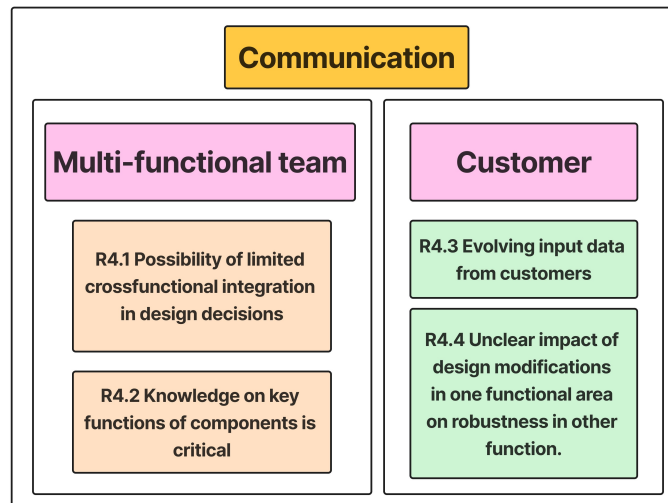 Communication
Multi-functional team
R4.1 Possibility of limited
crossfunctional integration
in design decisions
R4.2 Knowledge on key
functions of components is
critical
Customer
R4.3 Evolving input data
from customers
R4.4 Unclear impact of
design modifications
in one functional area
on robustness in other
function.